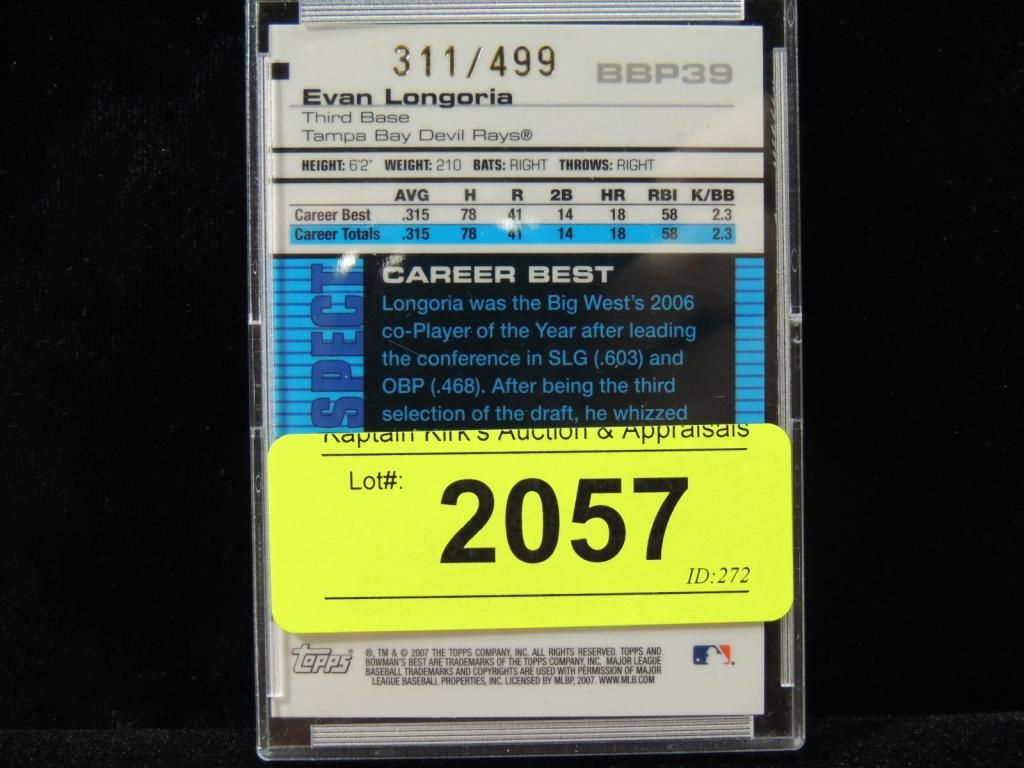 311/499
BBP39
Evan Longoria
Third Base
Tampa Bay Devil Rays®
HEIGHT: 6'2" WEIGHT: 210 BATS: RIGHT THROWS: RIGHT
AVG H R 2B HR RBI K/BB
Career Best .315 78 41 14 18 58 2.3
Career Totals .315 78 41 14 18 58 2.3
SPECT
CAREER BEST
Longoria was the Big West's 2006
co-Player of the Year after leading
the conference in SLG (.603) and
OBP (.468). After being the third
selection of the draft, he whizzed
Kaptain Kirk's Auction & Appraisals
Lot#: 2057
ID:272
Topps
®, TM & © 2007 THE TOPPS COMPANY, INC. ALL RIGHTS RESERVED. TOPPS AND
BOWMAN'S BEST ARE TRADEMARKS OF THE TOPPS COMPANY, INC. MAJOR LEAGUE
BASEBALL TRADEMARKS AND COPYRIGHTS ARE USED WITH PERMISSION OF MAJOR
LEAGUE BASEBALL PROPERTIES, INC. LICENSED BY MLBP, 2007. WWW.MLB.COM